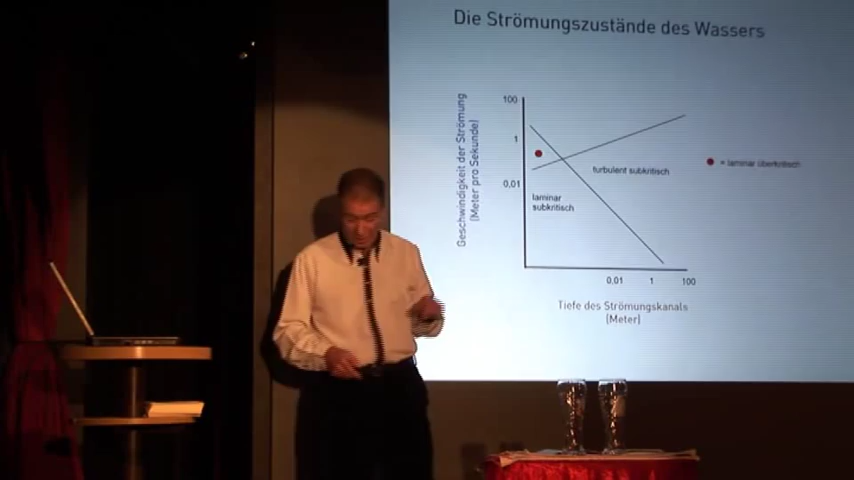 Die Strömungszustände des Wassers
Geschwindigkeit der Strömung
[Meter pro Sekunde]
100
1
0,01
turbulent subkritisch
= laminar überkritisch
laminar
subkritisch
0,01 1 100
Tiefe des Strömungskanals
[Meter]